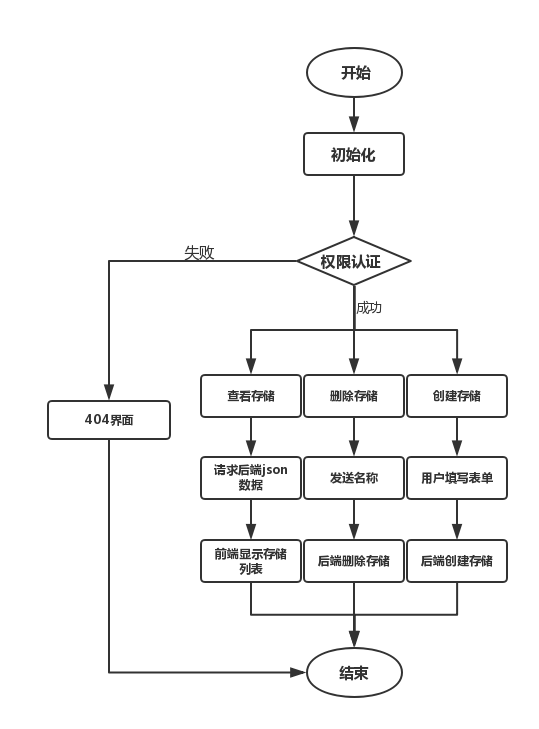 开始
初始化
失败
权限认证
成功
查看存储
删除存储
创建存储
404界面
请求后端json
数据
发送名称
用户填写表单
前端显示存储
列表
后端删除存储
后端创建存储
结束